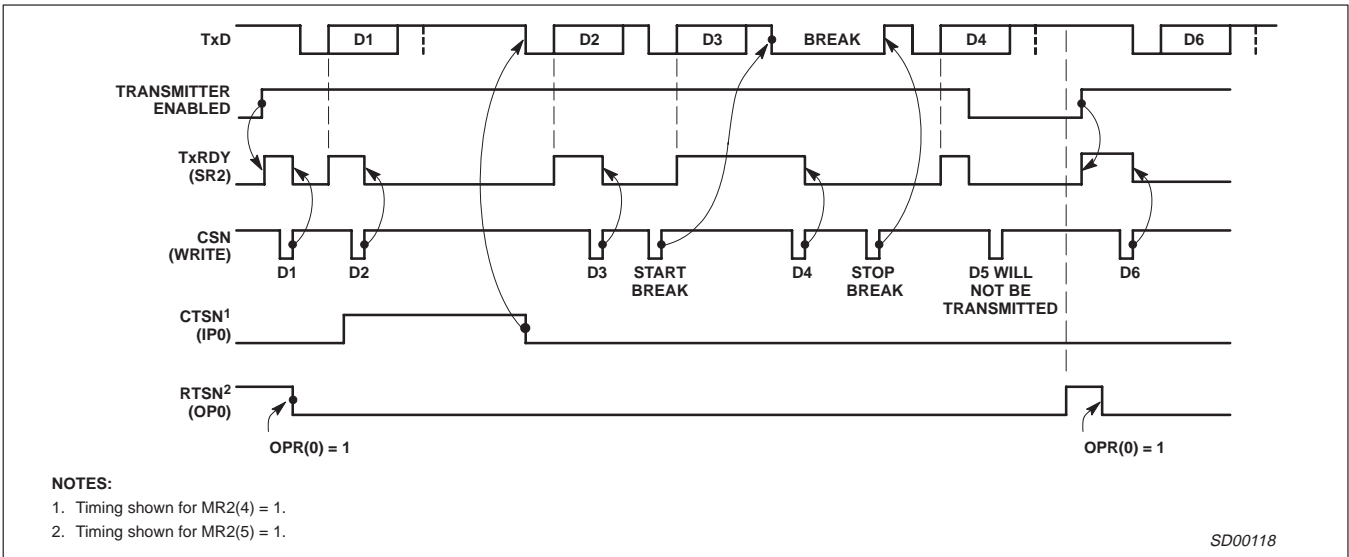 TxD
D1
D2
D3
BREAK
D4
D6
TRANSMITTER
ENABLED
TxRDY
(SR2)
CSN
(WRITE)
D1
D2
D3
START
BREAK
D4
STOP
BREAK
D5 WILL
NOT BE
TRANSMITTED
D6
CTSN¹
(IP0)
RTSN²
(OP0)
OPR(0) = 1
OPR(0) = 1
NOTES:
1. Timing shown for MR2(4) = 1.
2. Timing shown for MR2(5) = 1.
SD00118